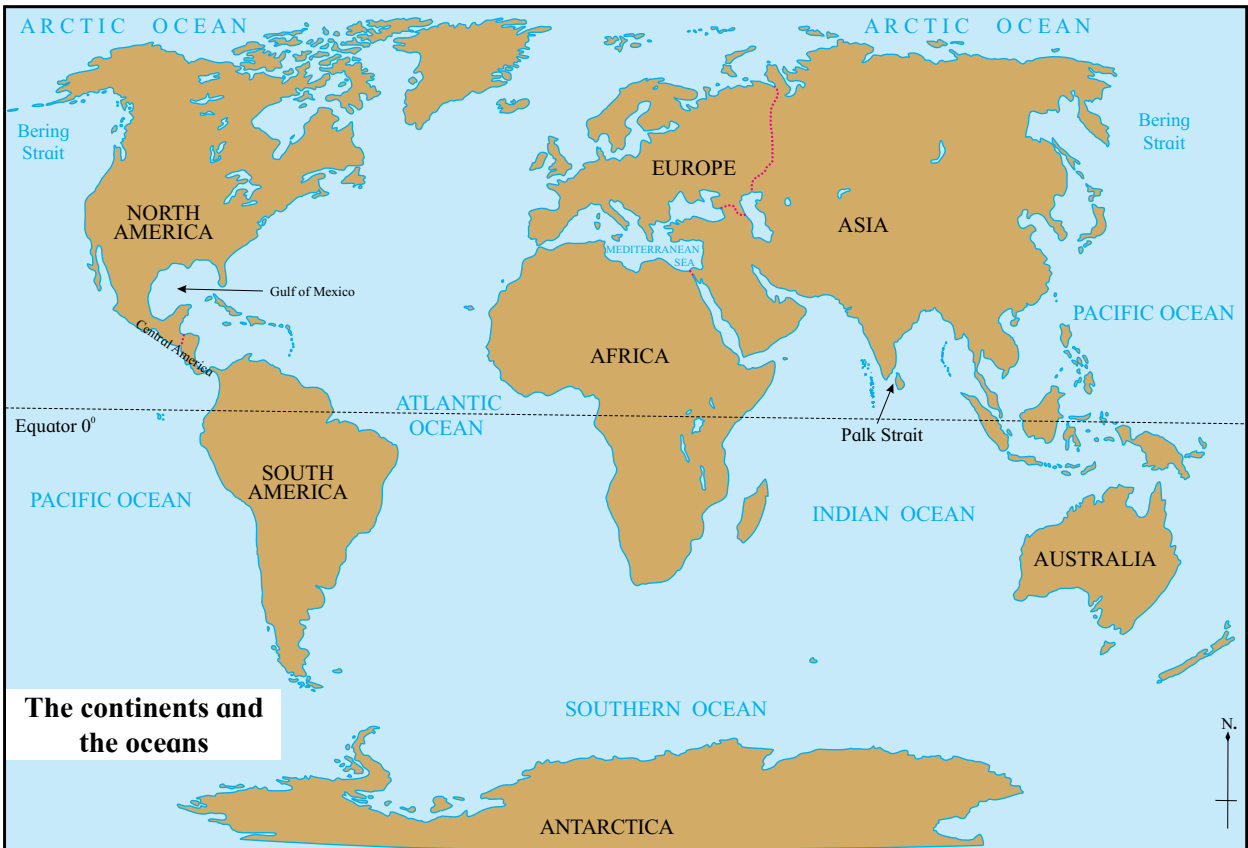 ARCTIC OCEAN
ARCTIC OCEAN
Bering
Strait
Bering
Strait
EUROPE
NORTH
AMERICA
ASIA
MEDITERRANEAN
SEA
Gulf of Mexico
PACIFIC OCEAN
Central America
AFRICA
ATLANTIC
OCEAN
Equator 0⁰
Palk Strait
SOUTH
AMERICA
PACIFIC OCEAN
INDIAN OCEAN
AUSTRALIA
The continents and
the oceans
SOUTHERN OCEAN
N.
ANTARCTICA